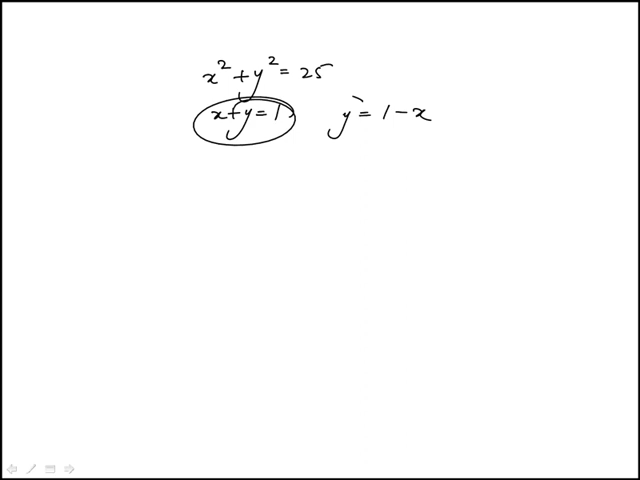 x² + y² = 25
x + y = 1 y = 1 − x